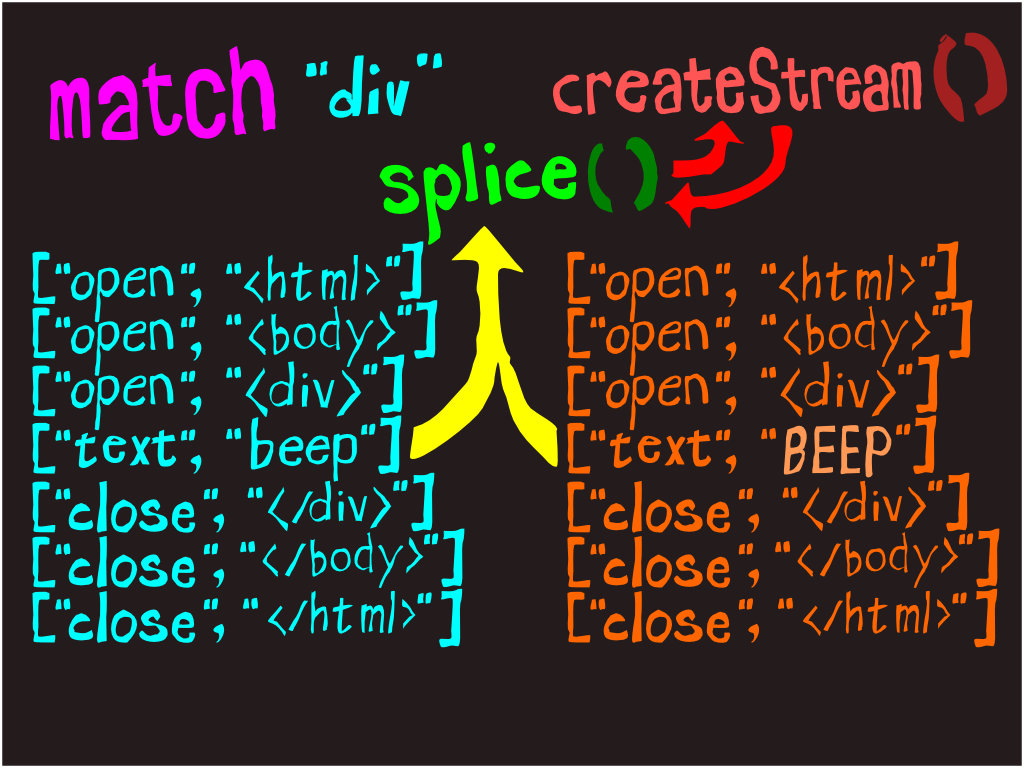 match "div"
createStream()
splice()
["open", "<html>"]
["open", "<body>"]
["open", "<div>"]
["text", "beep"]
["close", "</div>"]
["close", "</body>"]
["close", "</html>"]
["open", "<html>"]
["open", "<body>"]
["open", "<div>"]
["text", "BEEP"]
["close", "</div>"]
["close", "</body>"]
["close", "</html>"]